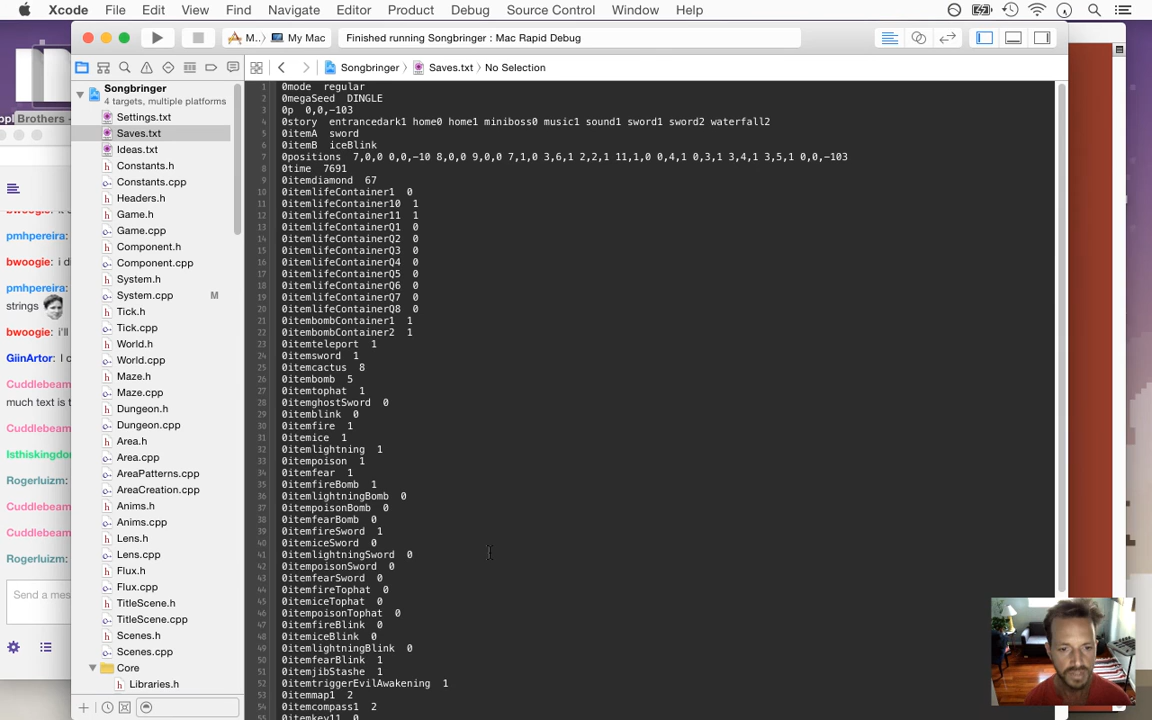 Xcode File Edit View Find Navigate Editor Product Debug Source Control Window Help
M.. My Mac Finished running Songbringer : Mac Rapid Debug
Songbringer Saves.txt No Selection
Songbringer
4 targets, multiple platforms
Settings.txt
Saves.txt
Ideas.txt
Constants.h
Constants.cpp
Headers.h
Game.h
Game.cpp
Component.h
Component.cpp
System.h
System.cpp M
Tick.h
Tick.cpp
World.h
World.cpp
Maze.h
Maze.cpp
Dungeon.h
Dungeon.cpp
Area.h
Area.cpp
AreaPatterns.cpp
AreaCreation.cpp
Anims.h
Anims.cpp
Lens.h
Lens.cpp
Flux.h
Flux.cpp
TitleScene.h
TitleScene.cpp
Scenes.h
Scenes.cpp
Core
Libraries.h
1 0mode regular
2 0megaSeed DINGLE
3 0p 0,0,-103
4 0story entrancedark1 home0 home1 miniboss0 music1 sound1 sword1 sword2 waterfall2
5 0itemA sword
6 0itemB iceBlink
7 0positions 7,0,0 0,0,-10 8,0,0 9,0,0 7,1,0 3,6,1 2,2,1 11,1,0 0,4,1 0,3,1 3,4,1 3,5,1 0,0,-103
8 0time 7691
9 0itemdiamond 67
10 0itemlifeContainer1 0
11 0itemlifeContainer10 1
12 0itemlifeContainer11 1
13 0itemlifeContainerQ1 0
14 0itemlifeContainerQ2 0
15 0itemlifeContainerQ3 0
16 0itemlifeContainerQ4 0
17 0itemlifeContainerQ5 0
18 0itemlifeContainerQ6 0
19 0itemlifeContainerQ7 0
20 0itemlifeContainerQ8 0
21 0itembombContainer1 1
22 0itembombContainer2 1
23 0itemteleport 1
24 0itemsword 1
25 0itemcactus 8
26 0itembomb 5
27 0itemtophat 1
28 0itemghostSword 0
29 0itemblink 0
30 0itemfire 1
31 0itemice 1
32 0itemlightning 1
33 0itempoison 1
34 0itemfear 1
35 0itemfireBomb 1
36 0itemlightningBomb 0
37 0itempoisonBomb 0
38 0itemfearBomb 0
39 0itemfireSword 1
40 0itemiceSword 0
41 0itemlightningSword 0
42 0itempoisonSword 0
43 0itemfearSword 0
44 0itemfireTophat 0
45 0itemiceTophat 0
46 0itempoisonTophat 0
47 0itemfireBlink 0
48 0itemiceBlink 0
49 0itemlightningBlink 0
50 0itemfearBlink 1
51 0itemjibStashe 1
52 0itemtriggerEvilAwakening 1
53 0itemmap1 2
54 0itemcompass1 2
55 0itemkey11 0
Brothers -
pmhpereira:
bwoogie: i di
pmhpereira:
strings
bwoogie: i'll
GiinArtor: I c
Cuddlebeam
much text is t
Cuddlebeam
Isthiskingdom
Rogerluizm:
Cuddlebeam
Cuddlebeam
Rogerluizm:
Send a mes